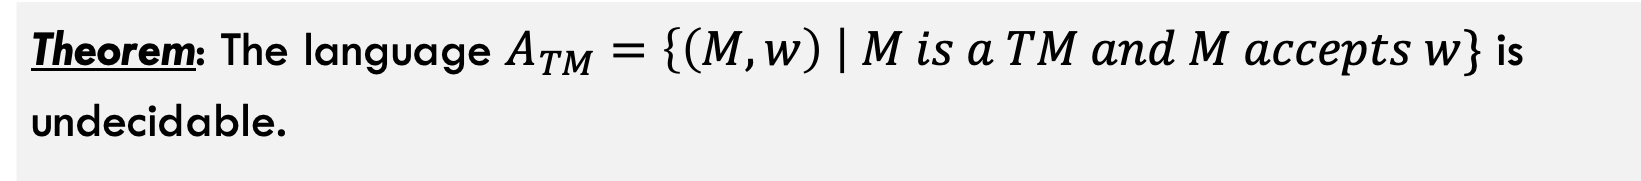 Theorem: The language A_TM = {(M, w) | M is a TM and M accepts w} is
undecidable.